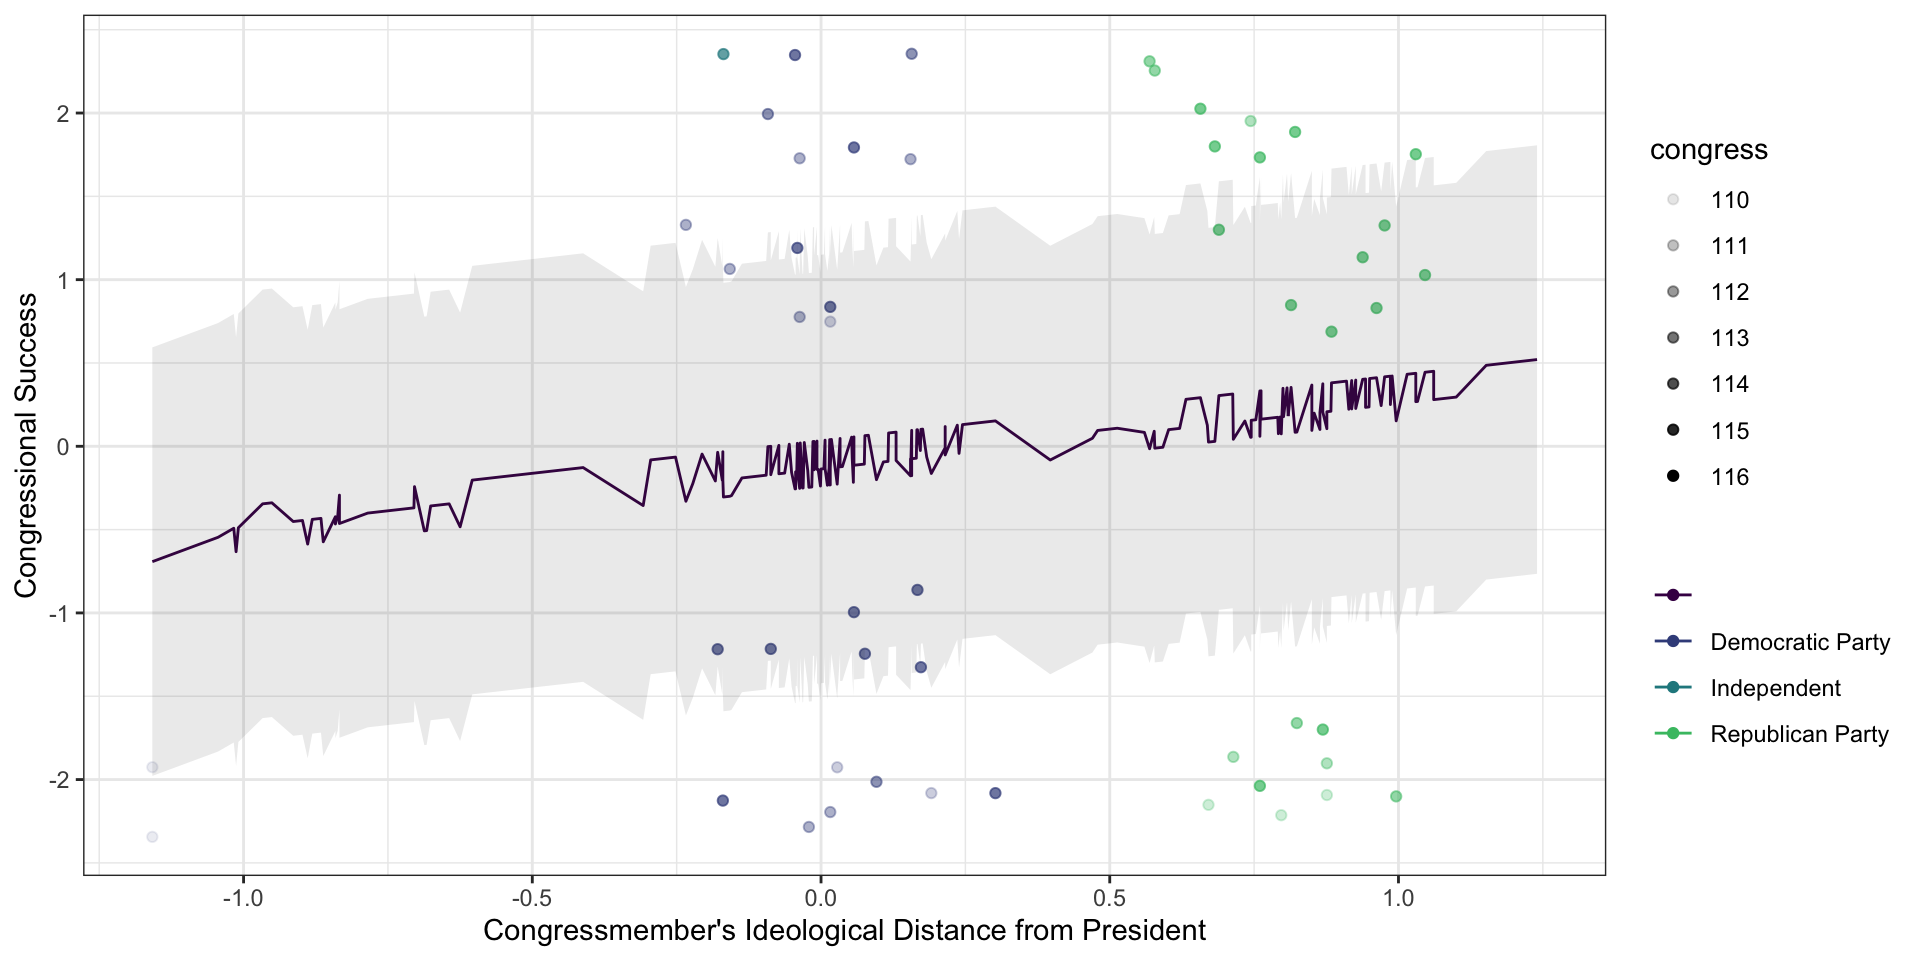 2
1
0
-1
-2
Congressional Success
-1.0
-0.5
0.0
0.5
1.0
Congressmember's Ideological Distance from President
congress
110
111
112
113
114
115
116
Democratic Party
Independent
Republican Party